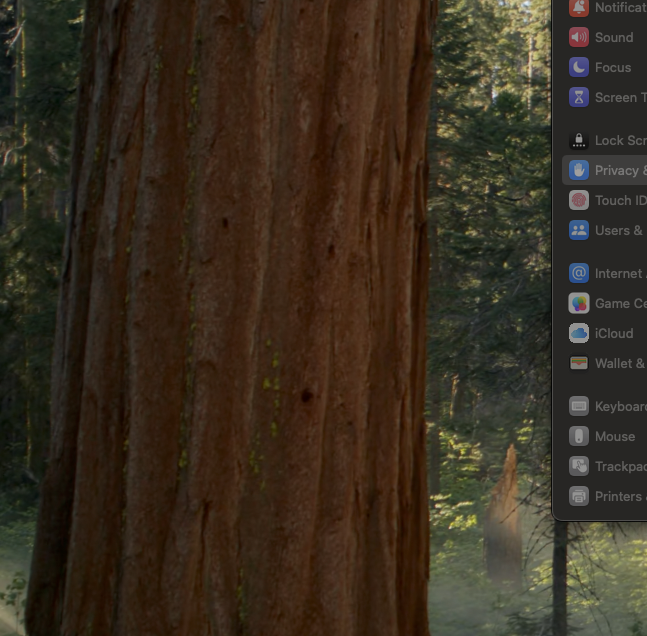 Notificat
Sound
Focus
Screen T
Lock Scr
Privacy &
Touch ID
Users &
Internet
Game Ce
iCloud
Wallet &
Keyboar
Mouse
Trackpa
Printers